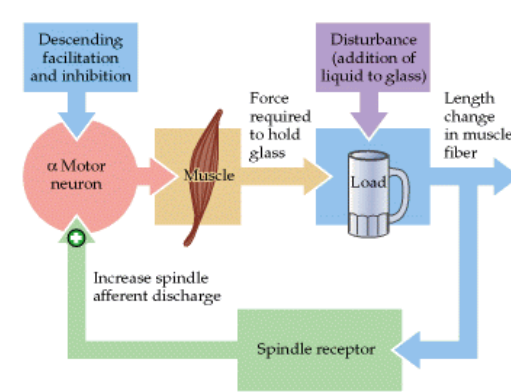 Descending
facilitation
and inhibition
Disturbance
(addition of
liquid to glass)
Force
required
to hold
glass
Length
change
in muscle
fiber
α Motor
neuron
Muscle
Load
+
Increase spindle
afferent discharge
Spindle receptor